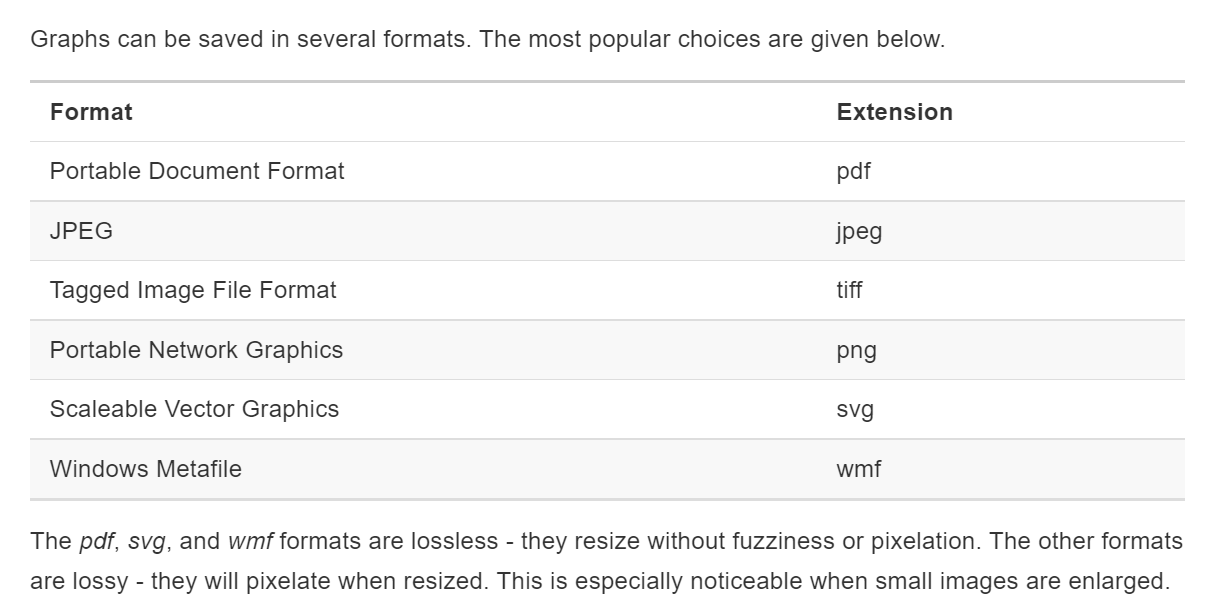 Graphs can be saved in several formats. The most popular choices are given below.
Format Extension
Portable Document Format pdf
JPEG jpeg
Tagged Image File Format tiff
Portable Network Graphics png
Scaleable Vector Graphics svg
Windows Metafile wmf
The pdf, svg, and wmf formats are lossless - they resize without fuzziness or pixelation. The other formats
are lossy - they will pixelate when resized. This is especially noticeable when small images are enlarged.